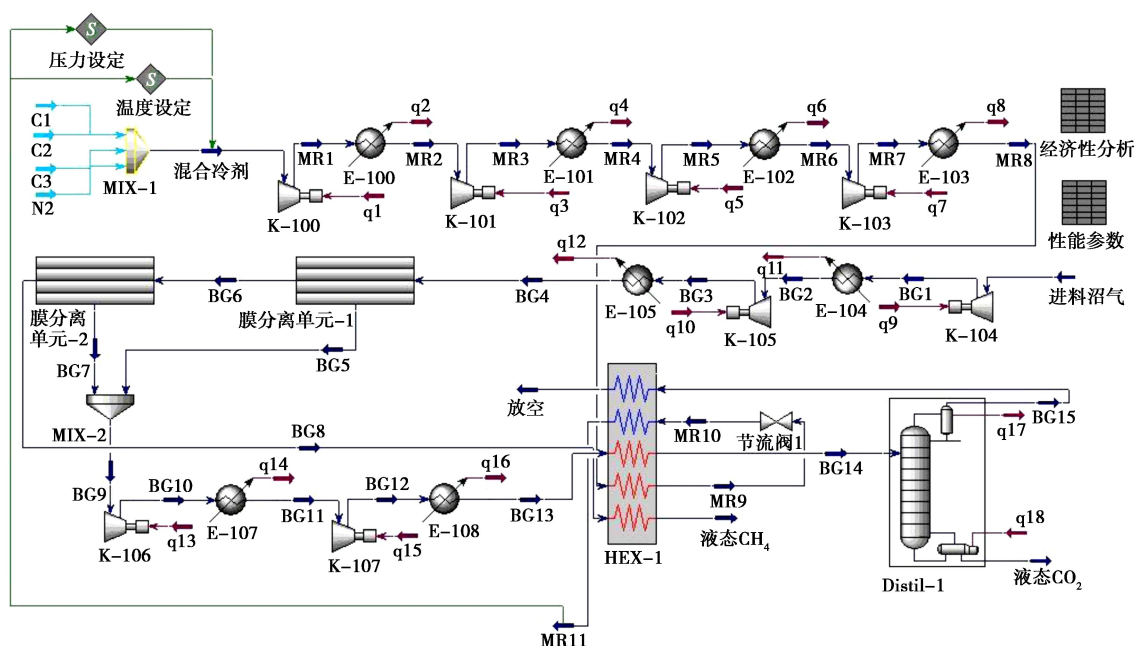 S
压力设定
S
温度设定
C1
C2
C3
N2
MIX-1
混合冷剂
K-100
q1
MR1
E-100
q2
MR2
K-101
q3
MR3
E-101
q4
MR4
K-102
q5
MR5
E-102
q6
MR6
K-103
q7
MR7
E-103
q8
MR8
经济性分析
性能参数
进料沼气
K-104
q9
BG1
E-104
q11
BG2
K-105
q10
BG3
E-105
q12
BG4
膜分离单元-1
BG6
BG5
膜分离
单元-2
BG7
MIX-2
BG8
BG9
K-106
q13
BG10
E-107
q14
BG11
K-107
q15
BG12
E-108
q16
BG13
放空
MR10
节流阀1
MR9
液态CH₄
HEX-1
BG14
BG15
q17
q18
Distil-1
液态CO₂
MR11